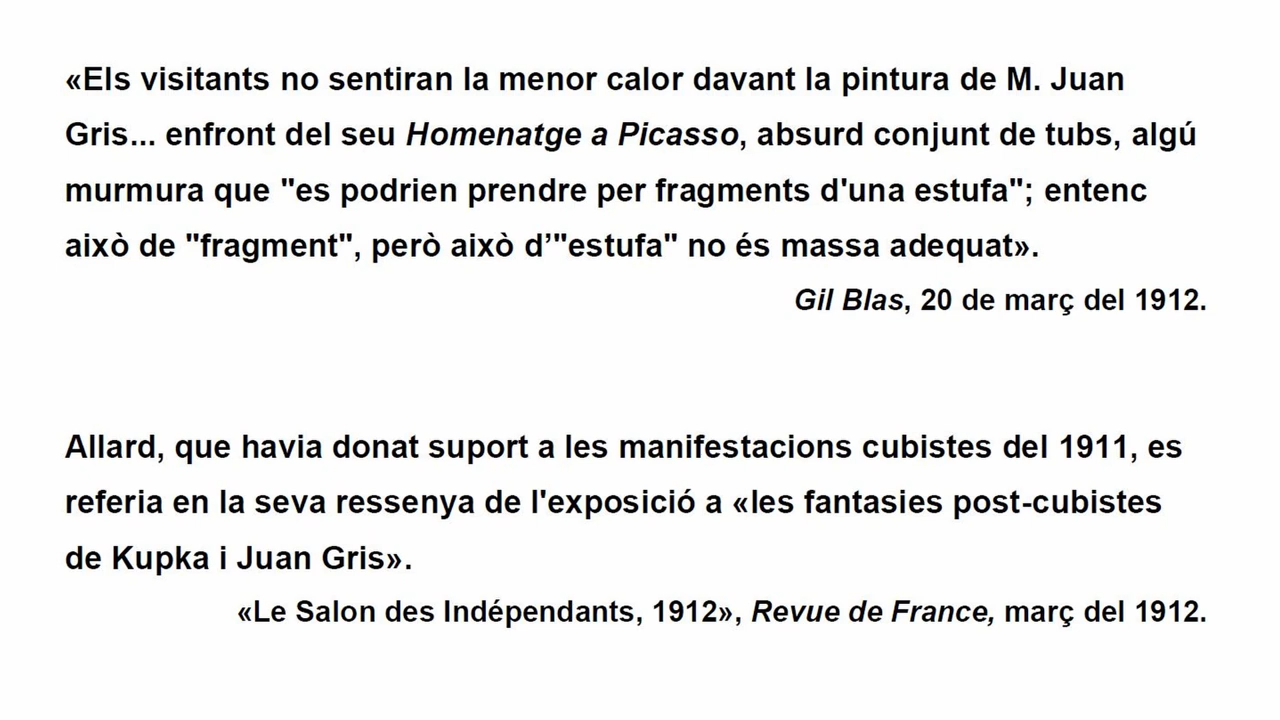 «Els visitants no sentiran la menor calor davant la pintura de M. Juan
Gris... enfront del seu Homenatge a Picasso, absurd conjunt de tubs, algú
murmura que "es podrien prendre per fragments d'una estufa"; entenc
això de "fragment", però això d’"estufa" no és massa adequat».
Gil Blas, 20 de març del 1912.
Allard, que havia donat suport a les manifestacions cubistes del 1911, es
referia en la seva ressenya de l'exposició a «les fantasies post-cubistes
de Kupka i Juan Gris».
«Le Salon des Indépendants, 1912», Revue de France, març del 1912.